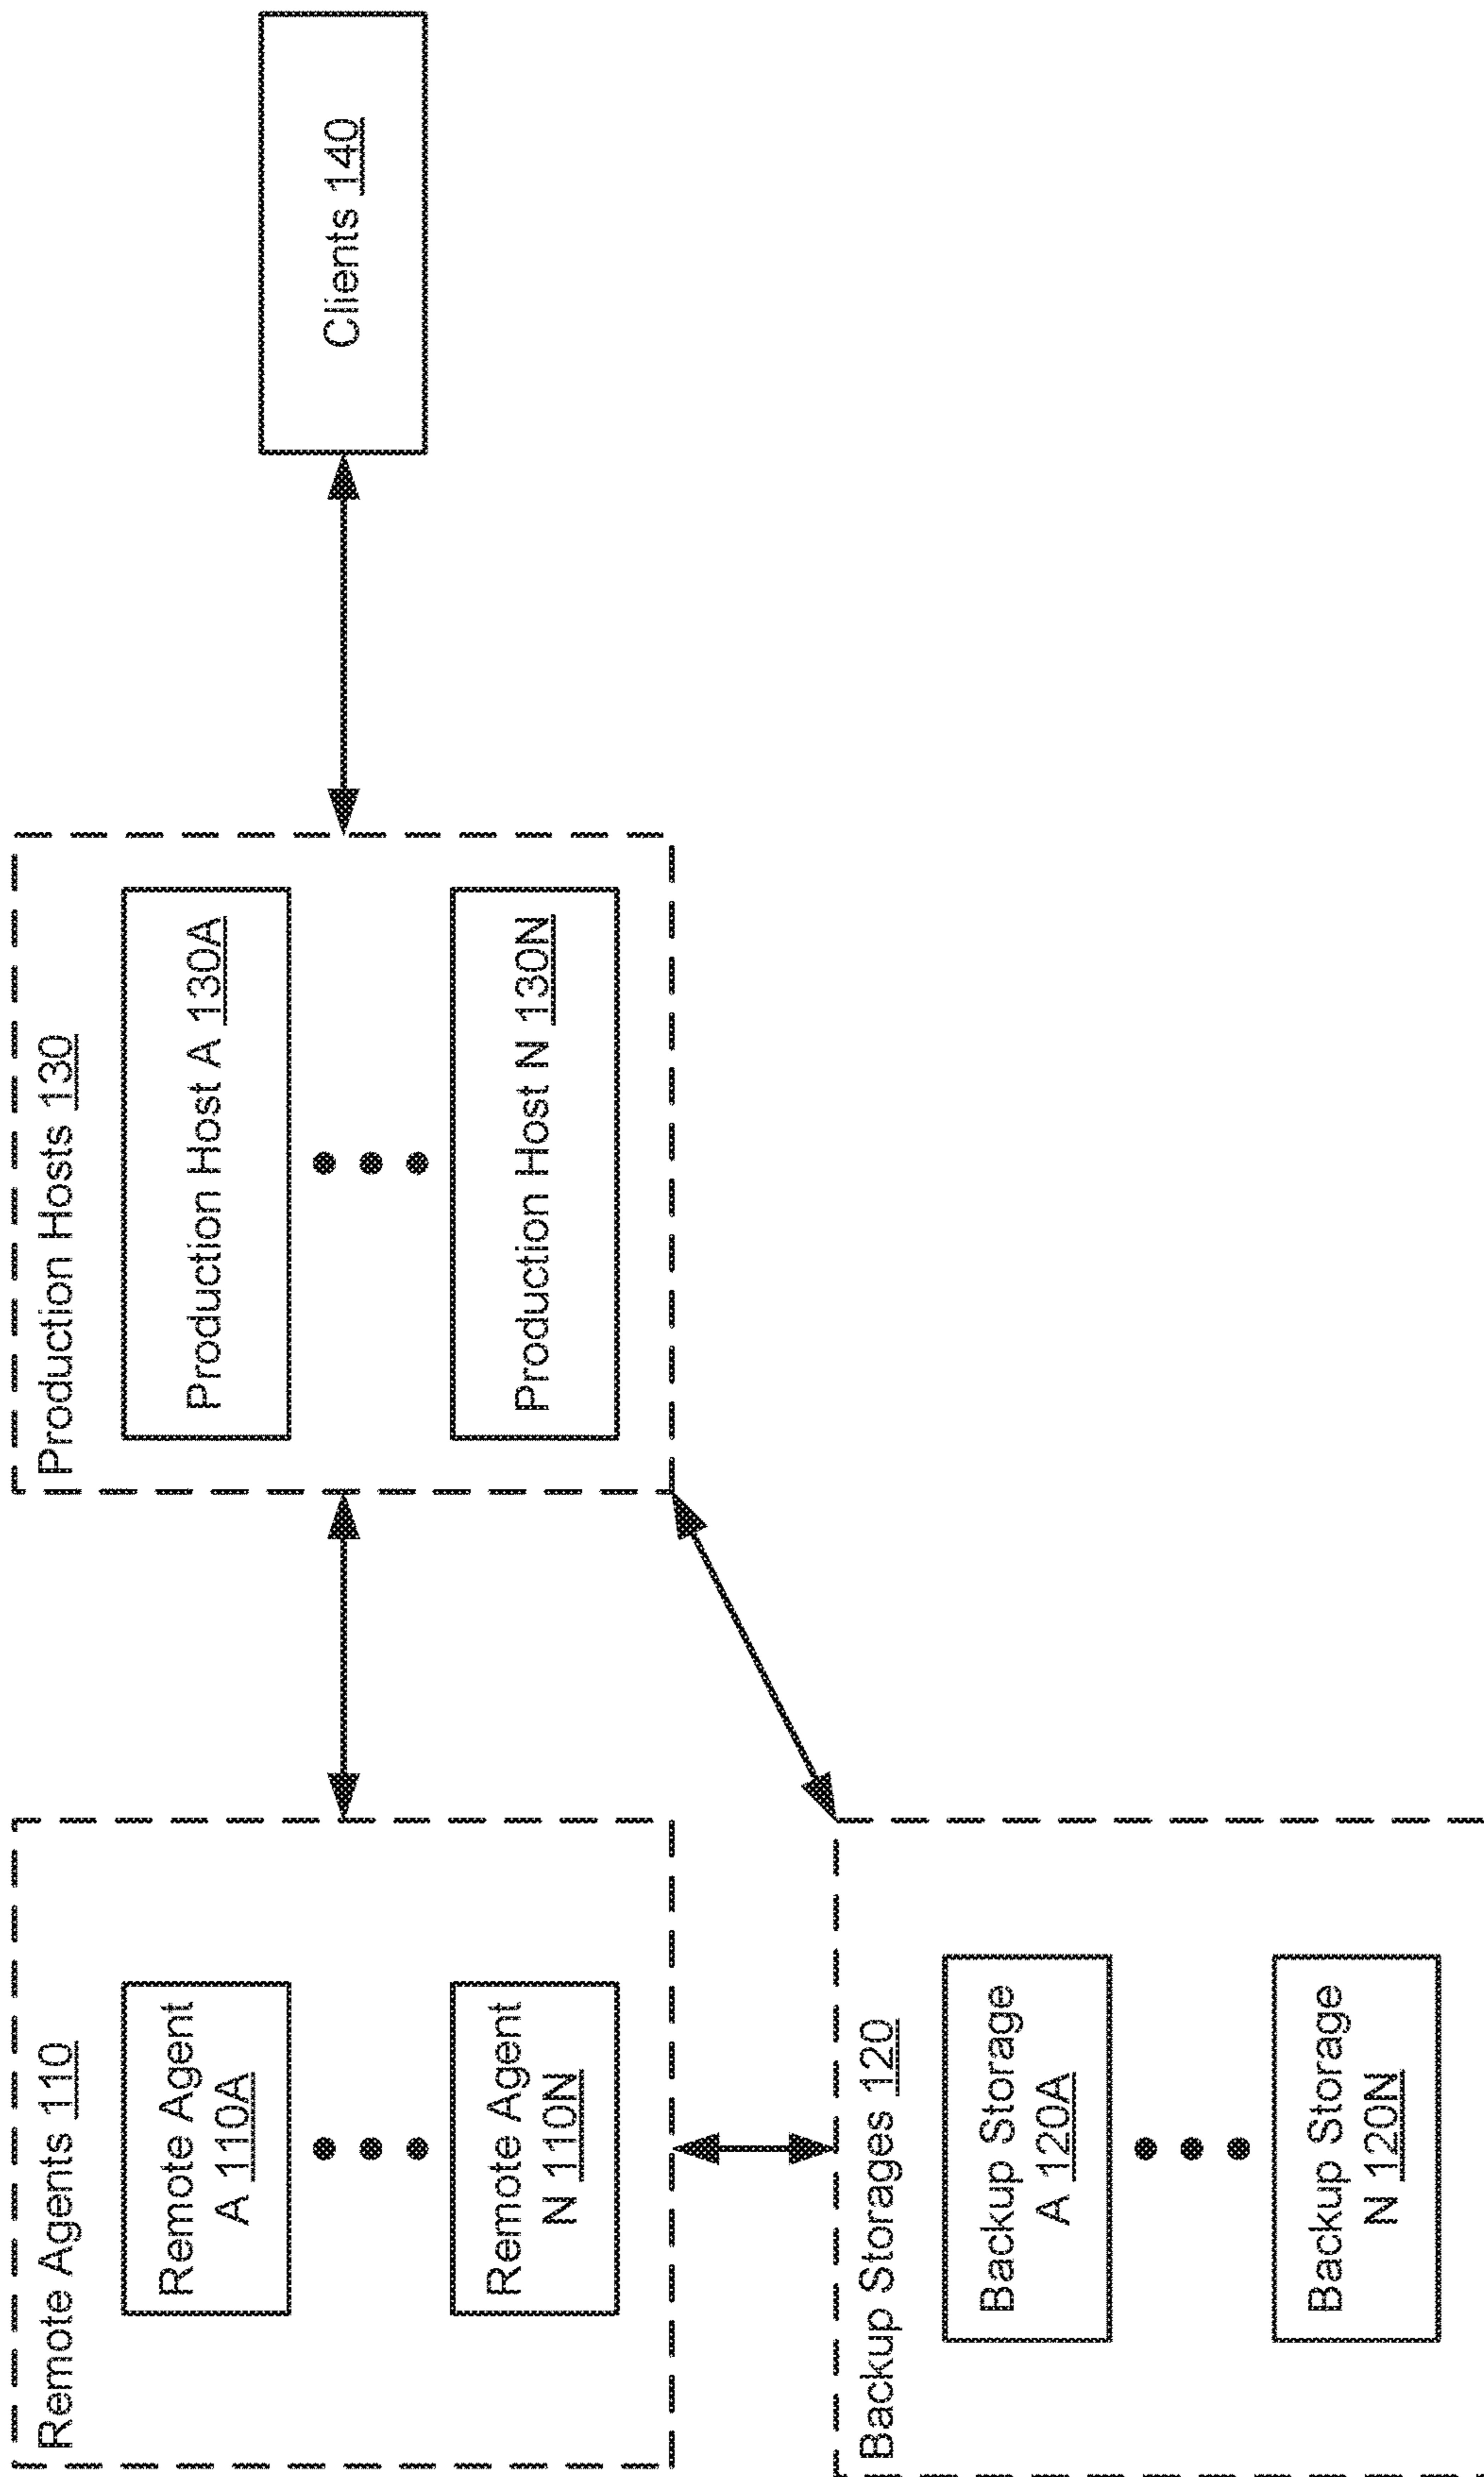 Remote Agents 110
Remote Agent
A 110A
Remote Agent
N 110N
Production Hosts 130
Production Host A 130A
Production Host N 130N
Clients 140
Backup Storages 120
Backup Storage
A 120A
Backup Storage
N 120N